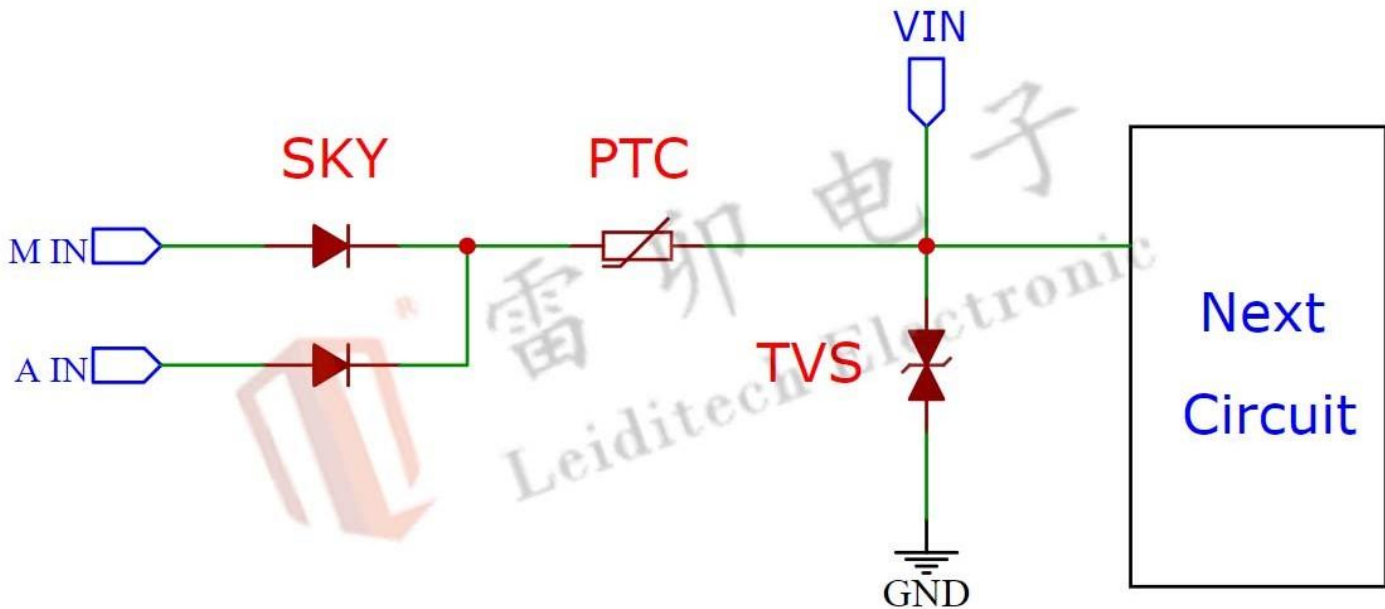 VIN
SKY
PTC
M IN
A IN
TVS
Next
Circuit
GND
雷卯电子
Leiditech Electronic
®